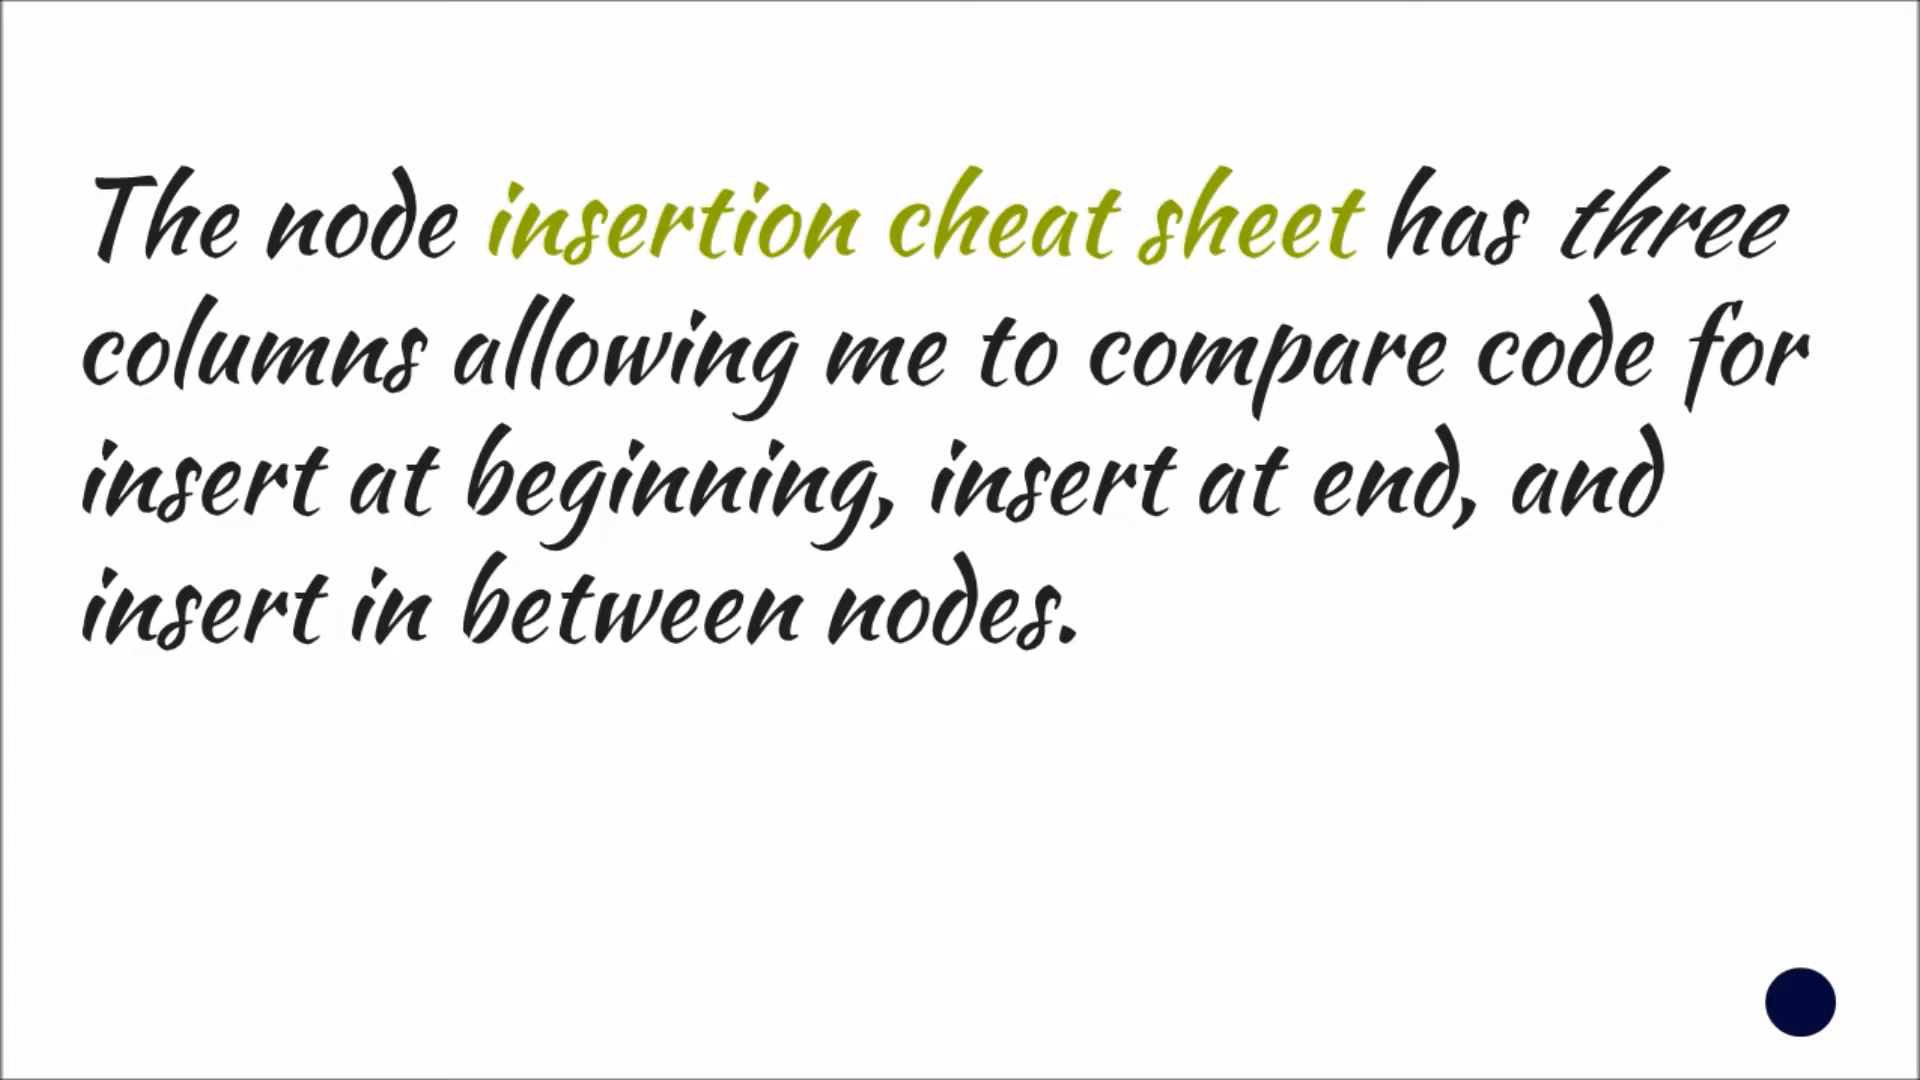 The node insertion cheat sheet has three
columns allowing me to compare code for
insert at beginning, insert at end, and
insert in between nodes.